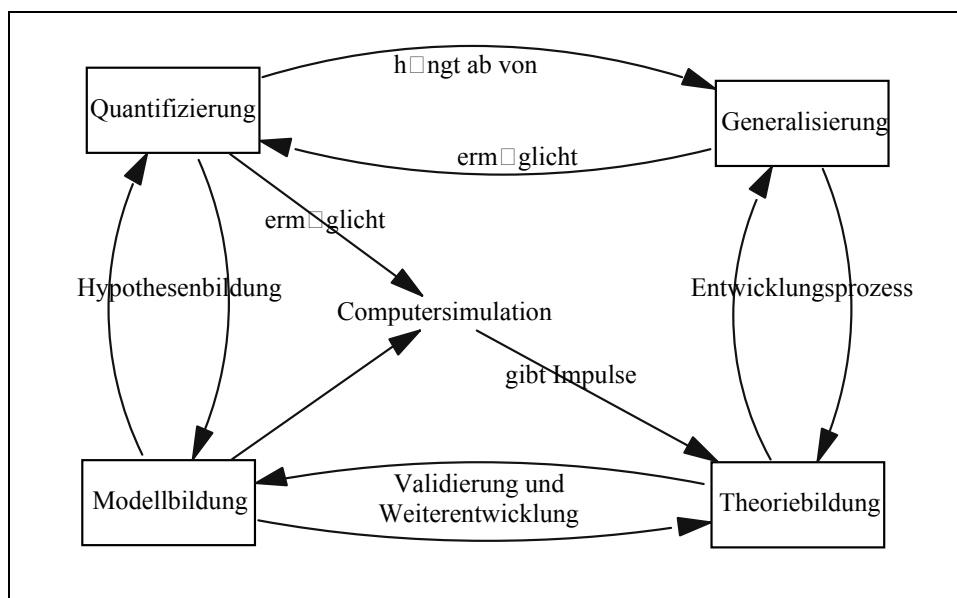 h□ngt ab von
Quantifizierung
Generalisierung
erm□glicht
erm□glicht
Hypothesenbildung
Entwicklungsprozess
Computersimulation
gibt Impulse
Modellbildung
Validierung und
Weiterentwicklung
Theoriebildung